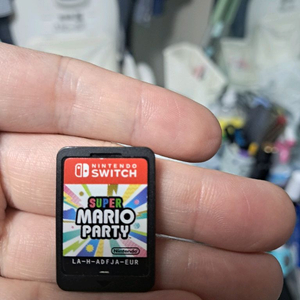 NINTENDO
SWITCH
SUPER
MARIO
PARTY
Nintendo
LA-H-ADFJA-EUR